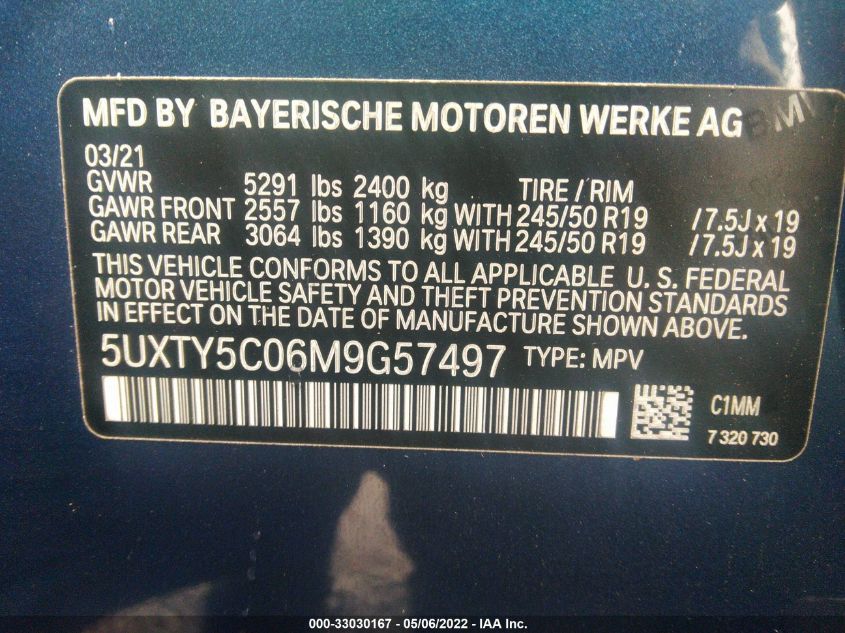 MFD BY BAYERISCHE MOTOREN WERKE AG
03/21
GVWR 5291 lbs 2400 kg TIRE / RIM
GAWR FRONT 2557 lbs 1160 kg WITH 245/50 R19 /7.5J x 19
GAWR REAR 3064 lbs 1390 kg WITH 245/50 R19 /7.5J x 19
THIS VEHICLE CONFORMS TO ALL APPLICABLE U. S. FEDERAL
MOTOR VEHICLE SAFETY AND THEFT PREVENTION STANDARDS
IN EFFECT ON THE DATE OF MANUFACTURE SHOWN ABOVE.
5UXTY5C06M9G57497 TYPE: MPV
C1MM
7 320 730
000-33030167 - 05/06/2022 - IAA Inc.